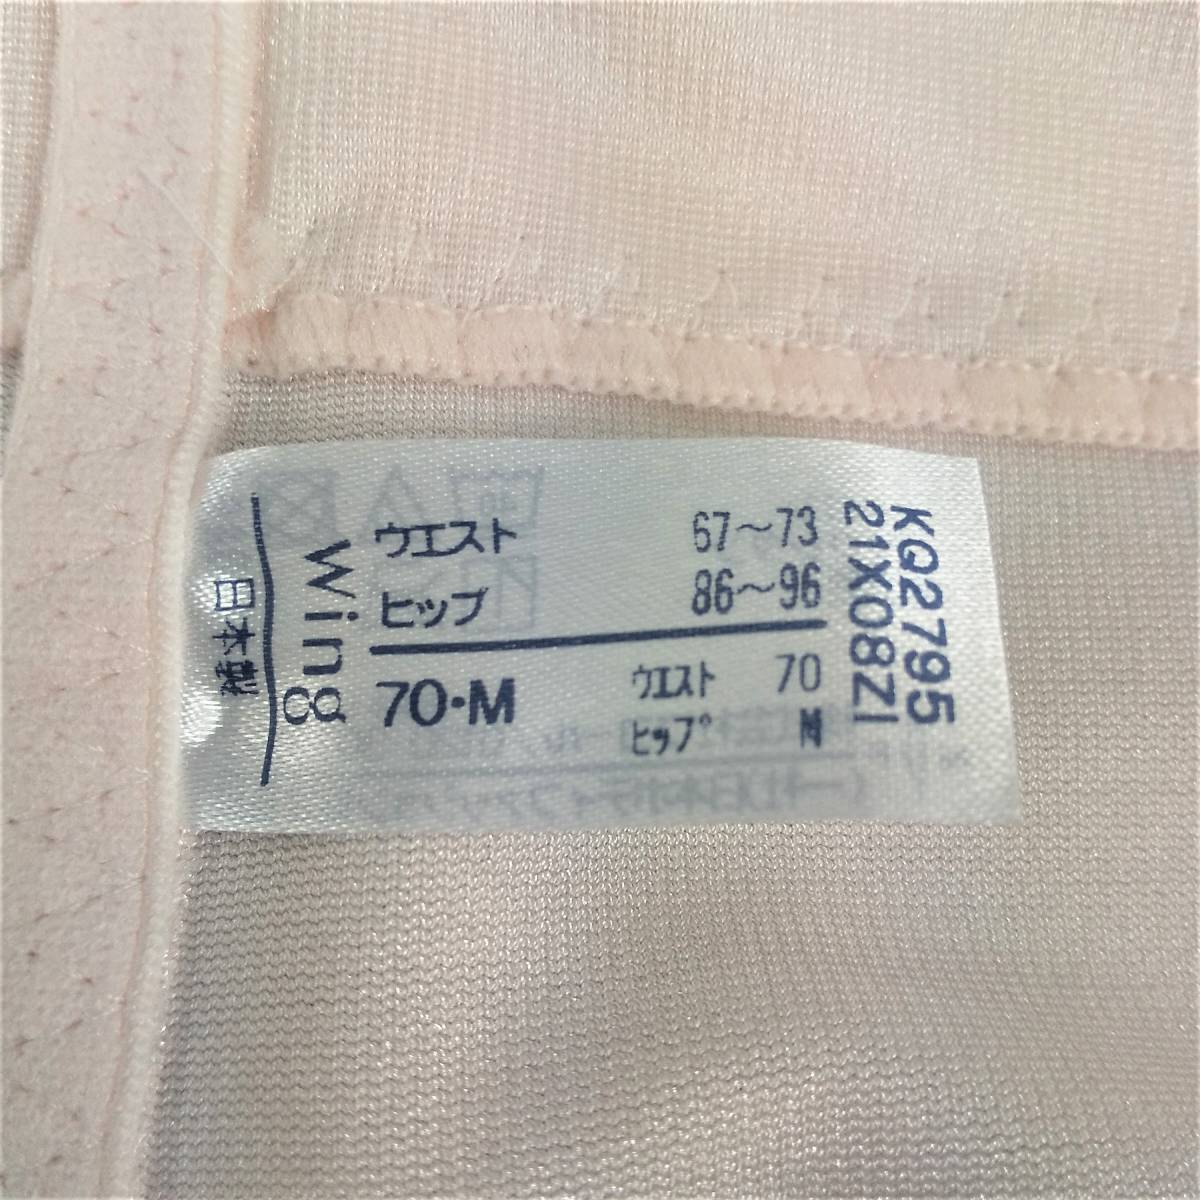 ウエスト 67〜73
ヒップ 86〜96
70・M
ウエスト 70
ヒップ M
KQ2795
21X08ZI
Wing
日本製